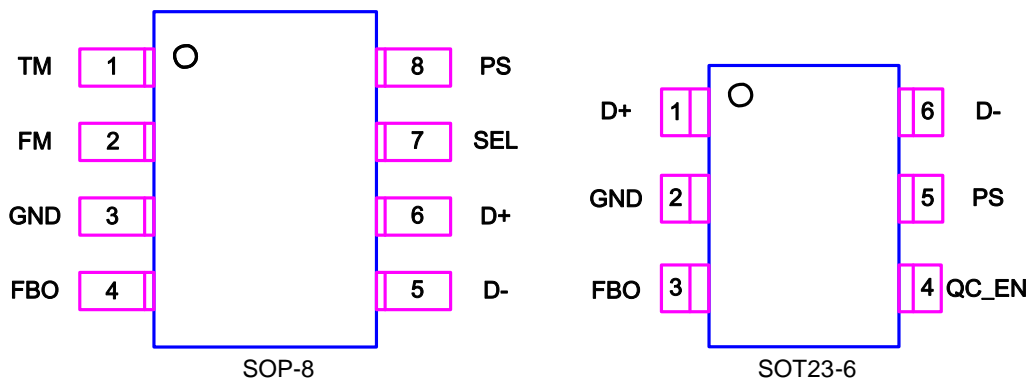 TM 1 8 PS
FM 2 7 SEL
GND 3 6 D+
FBO 4 5 D-
SOP-8
D+ 1 6 D-
GND 2 5 PS
FBO 3 4 QC_EN
SOT23-6